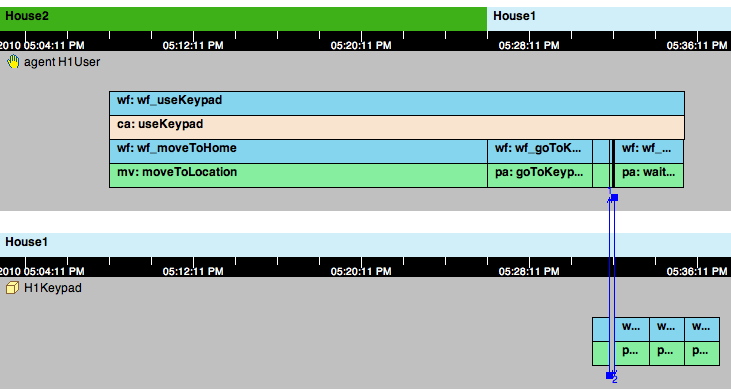 House2 House1
2010 05:04:11 PM 05:12:11 PM 05:20:11 PM 05:28:11 PM 05:36:11 PM
agent H1User
wf: wf_useKeypad
ca: useKeypad
wf: wf_moveToHome wf: wf_goToK... wf: wf_...
mv: moveToLocation pa: goToKeyp... pa: wait...
1
House1
2010 05:04:11 PM 05:12:11 PM 05:20:11 PM 05:28:11 PM 05:36:11 PM
H1Keypad
w... w... w...
p... p... p...
2